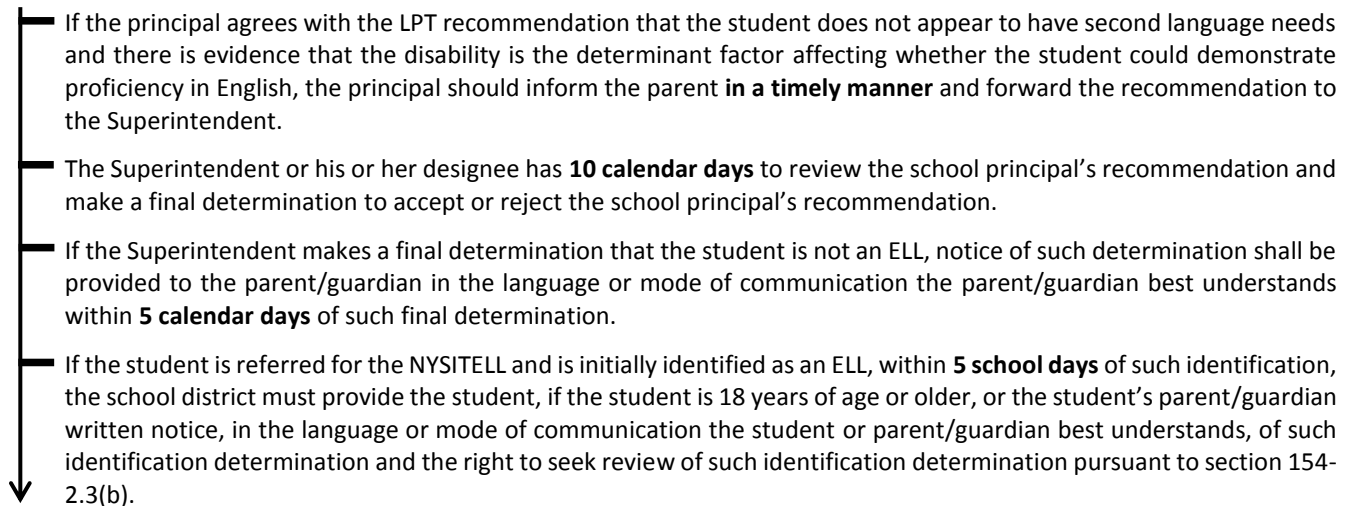 If the principal agrees with the LPT recommendation that the student does not appear to have second language needs
and there is evidence that the disability is the determinant factor affecting whether the student could demonstrate
proficiency in English, the principal should inform the parent in a timely manner and forward the recommendation to
the Superintendent.
The Superintendent or his or her designee has 10 calendar days to review the school principal’s recommendation and
make a final determination to accept or reject the school principal’s recommendation.
If the Superintendent makes a final determination that the student is not an ELL, notice of such determination shall be
provided to the parent/guardian in the language or mode of communication the parent/guardian best understands
within 5 calendar days of such final determination.
If the student is referred for the NYSITELL and is initially identified as an ELL, within 5 school days of such identification,
the school district must provide the student, if the student is 18 years of age or older, or the student’s parent/guardian
written notice, in the language or mode of communication the student or parent/guardian best understands, of such
identification determination and the right to seek review of such identification determination pursuant to section 154-
2.3(b).